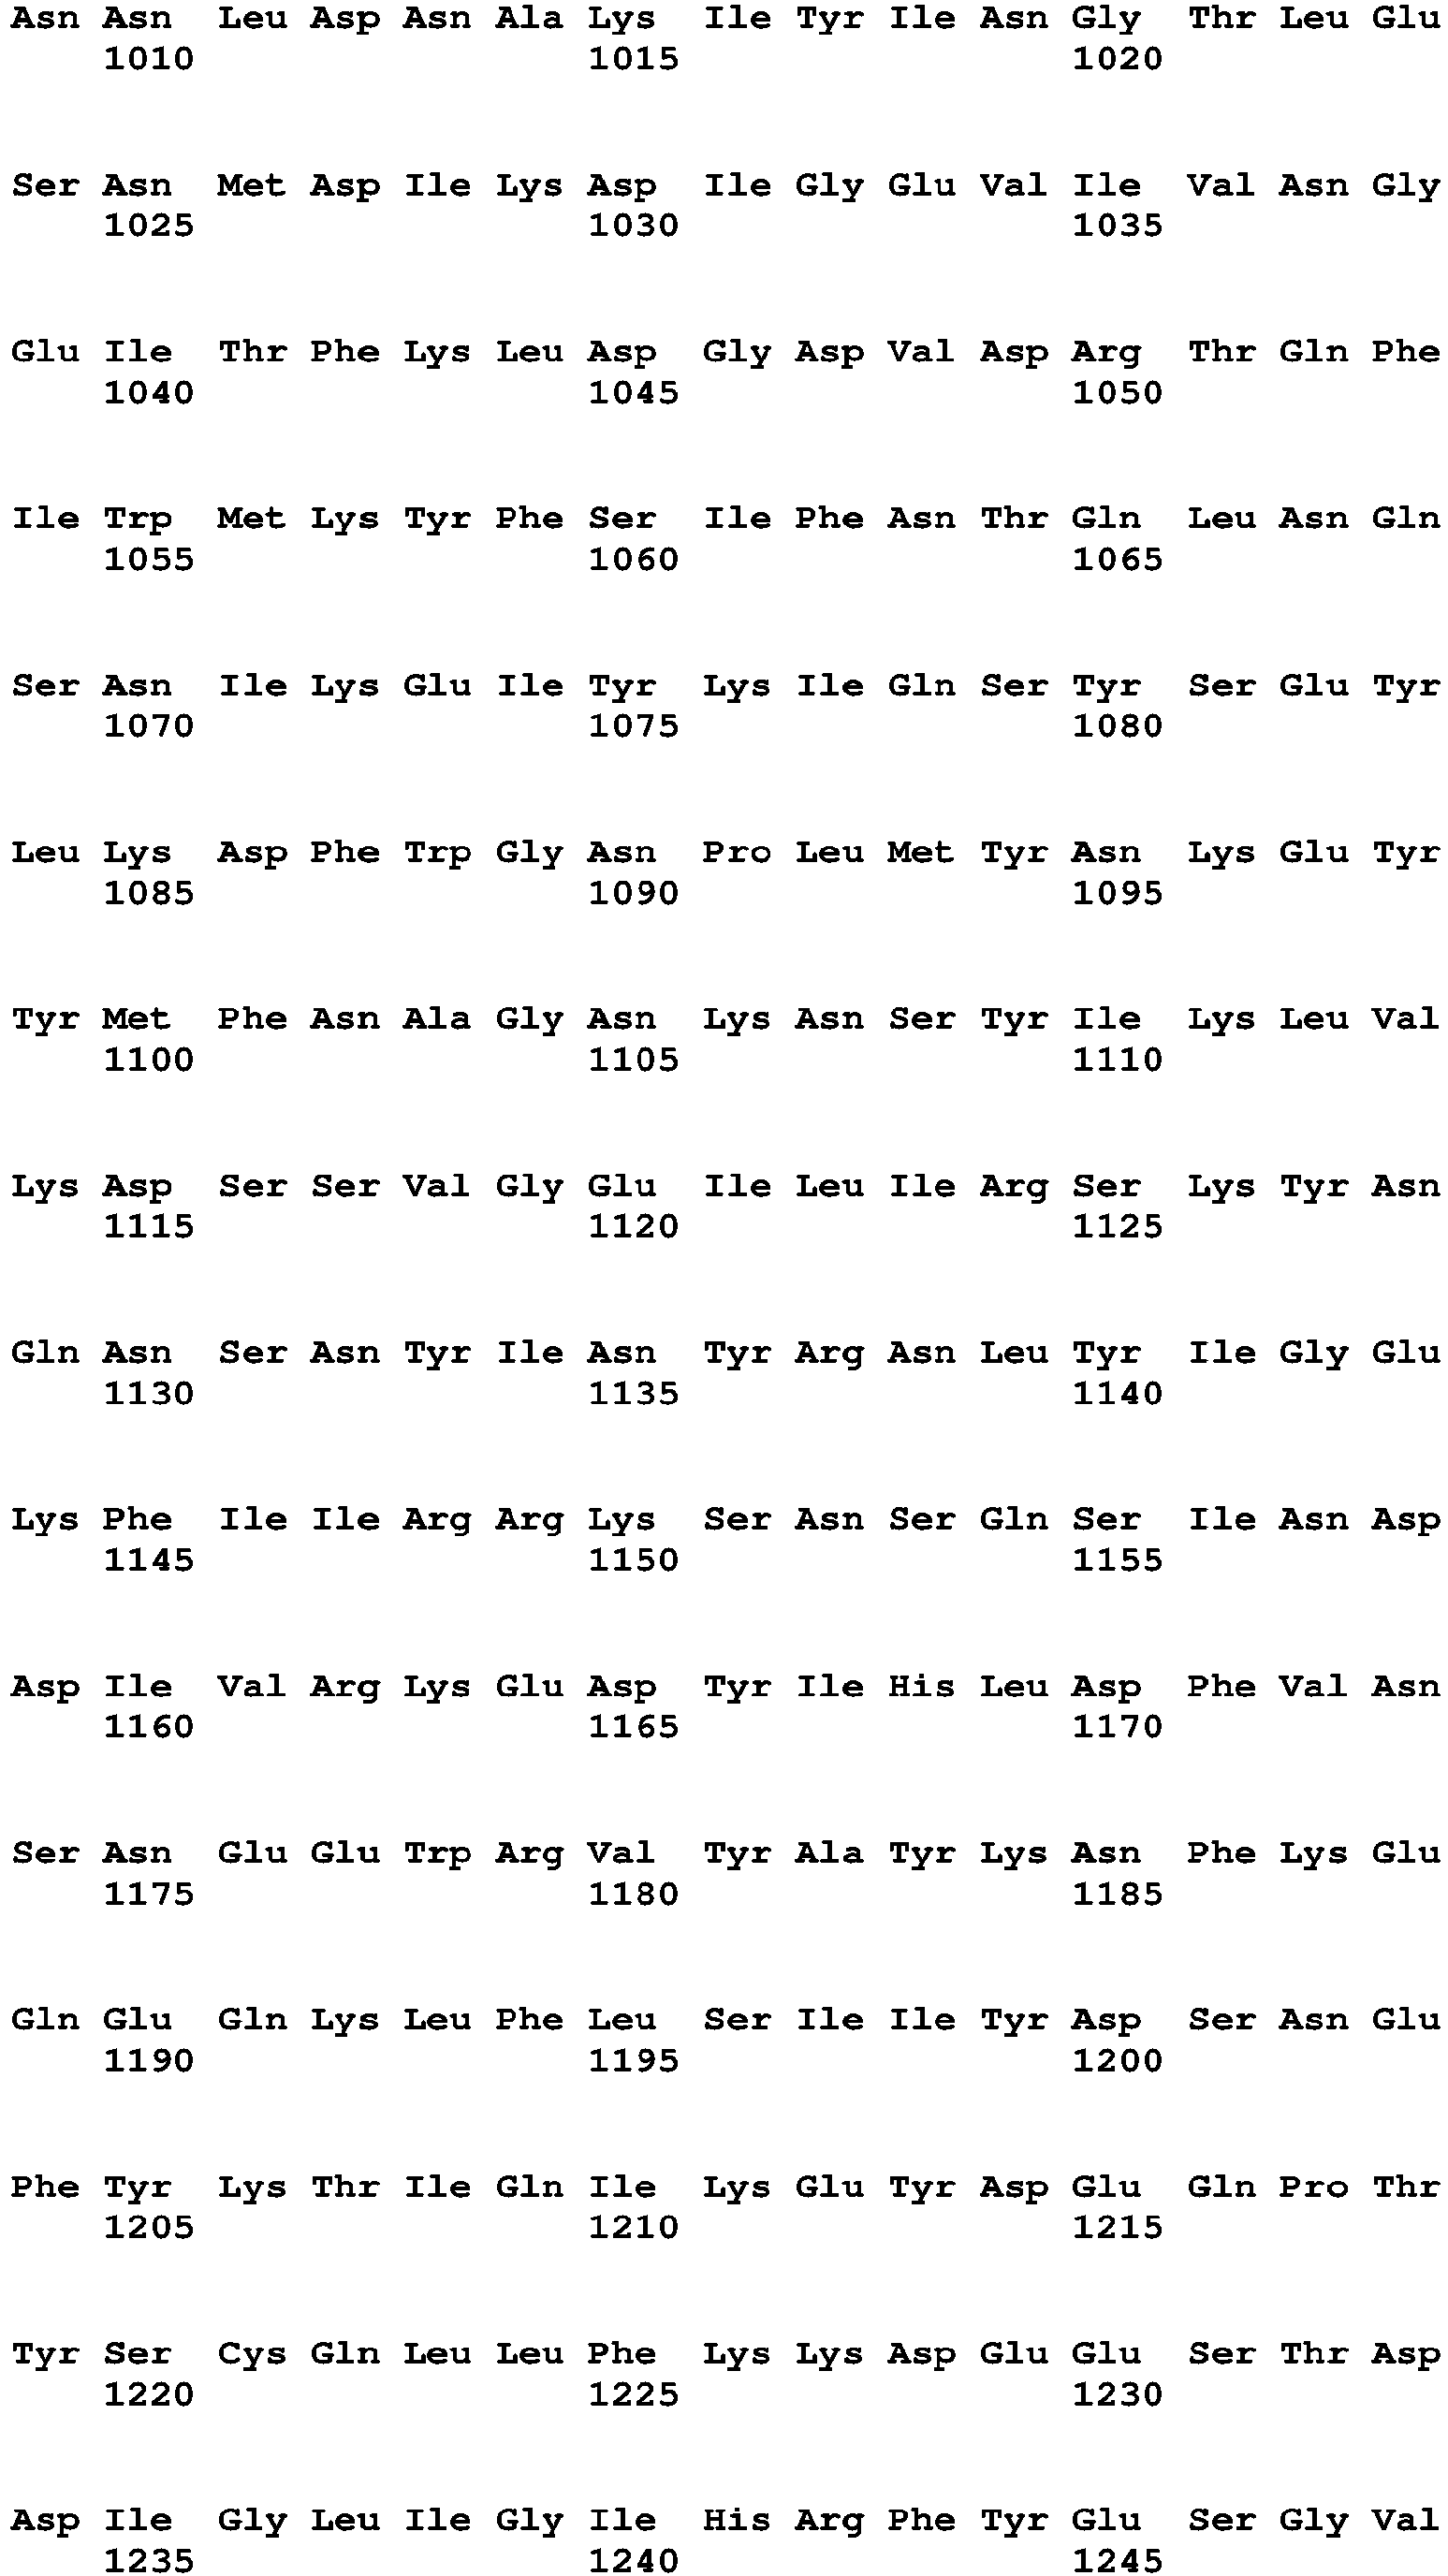 Asn Asn Leu Asp Asn Ala Lys Ile Tyr Ile Asn Gly Thr Leu Glu
1010 1015 1020
Ser Asn Met Asp Ile Lys Asp Ile Gly Glu Val Ile Val Asn Gly
1025 1030 1035
Glu Ile Thr Phe Lys Leu Asp Gly Asp Val Asp Arg Thr Gln Phe
1040 1045 1050
Ile Trp Met Lys Tyr Phe Ser Ile Phe Asn Thr Gln Leu Asn Gln
1055 1060 1065
Ser Asn Ile Lys Glu Ile Tyr Lys Ile Gln Ser Tyr Ser Glu Tyr
1070 1075 1080
Leu Lys Asp Phe Trp Gly Asn Pro Leu Met Tyr Asn Lys Glu Tyr
1085 1090 1095
Tyr Met Phe Asn Ala Gly Asn Lys Asn Ser Tyr Ile Lys Leu Val
1100 1105 1110
Lys Asp Ser Ser Val Gly Glu Ile Leu Ile Arg Ser Lys Tyr Asn
1115 1120 1125
Gln Asn Ser Asn Tyr Ile Asn Tyr Arg Asn Leu Tyr Ile Gly Glu
1130 1135 1140
Lys Phe Ile Ile Arg Arg Lys Ser Asn Ser Gln Ser Ile Asn Asp
1145 1150 1155
Asp Ile Val Arg Lys Glu Asp Tyr Ile His Leu Asp Phe Val Asn
1160 1165 1170
Ser Asn Glu Glu Trp Arg Val Tyr Ala Tyr Lys Asn Phe Lys Glu
1175 1180 1185
Gln Glu Gln Lys Leu Phe Leu Ser Ile Ile Tyr Asp Ser Asn Glu
1190 1195 1200
Phe Tyr Lys Thr Ile Gln Ile Lys Glu Tyr Asp Glu Gln Pro Thr
1205 1210 1215
Tyr Ser Cys Gln Leu Leu Phe Lys Lys Asp Glu Glu Ser Thr Asp
1220 1225 1230
Asp Ile Gly Leu Ile Gly Ile His Arg Phe Tyr Glu Ser Gly Val
1235 1240 1245